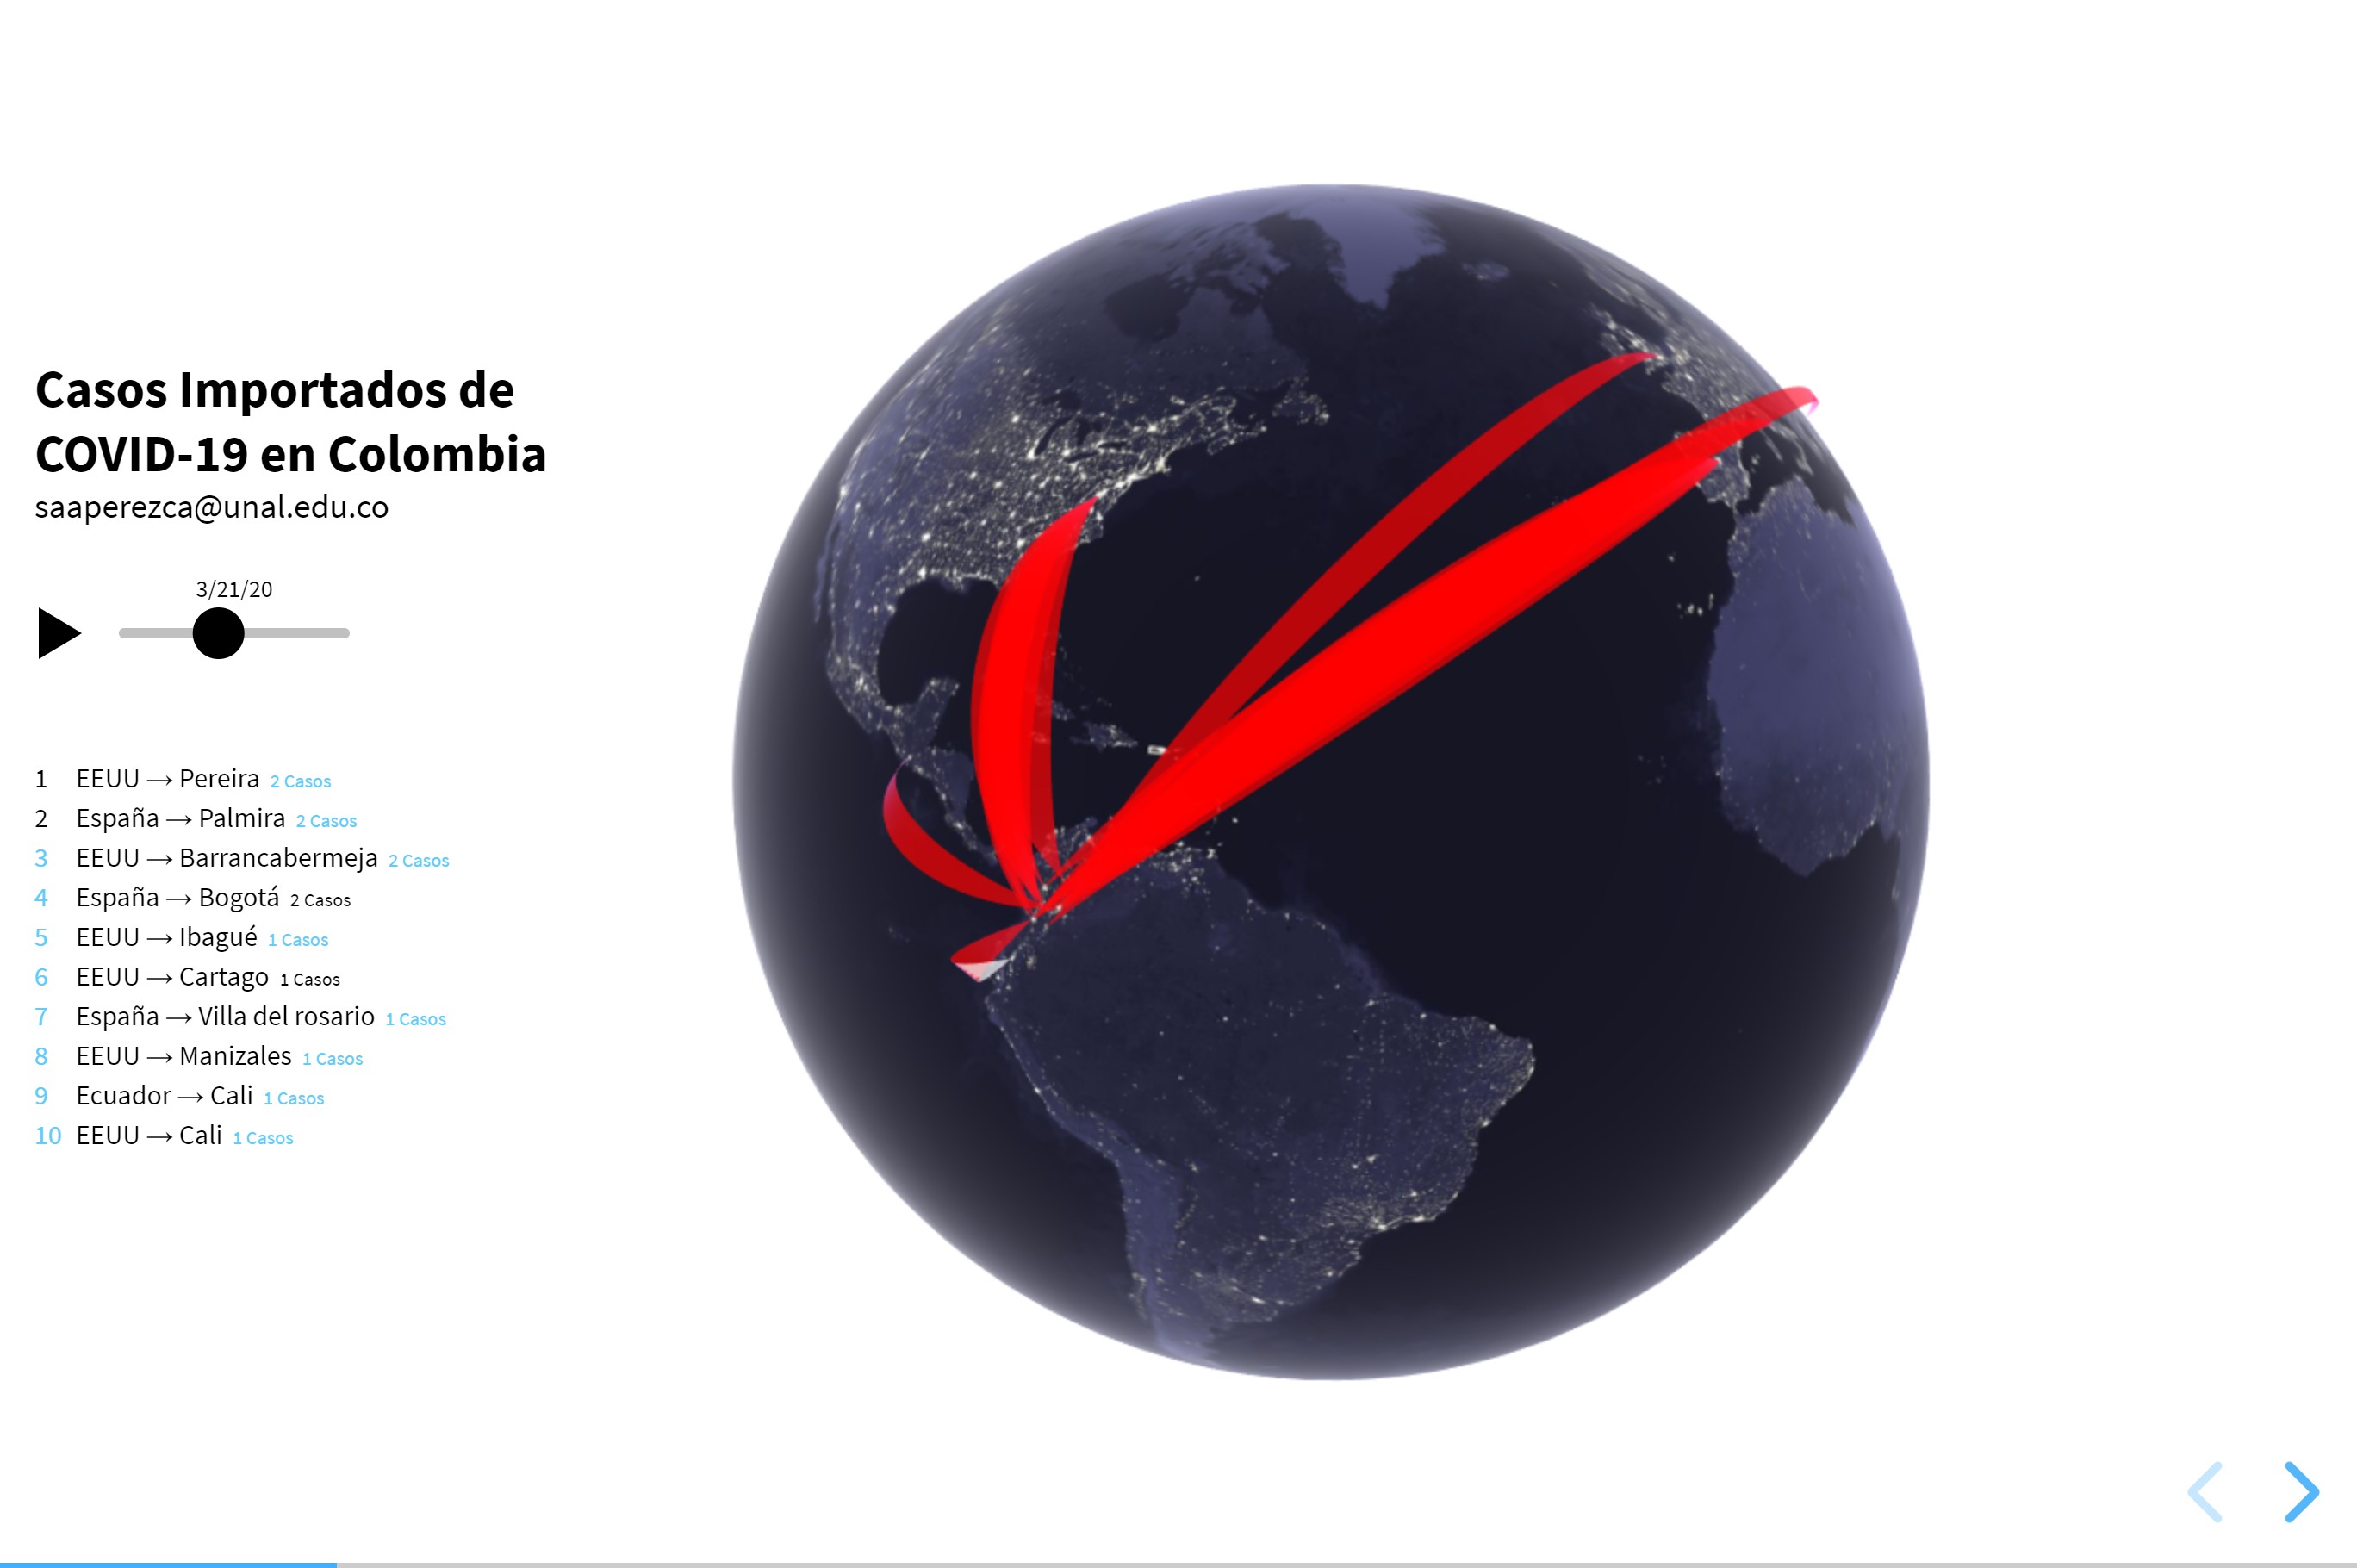 Casos Importados de
COVID-19 en Colombia
saaperezca@unal.edu.co
3/21/20
1 EEUU → Pereira 2 Casos
2 España → Palmira 2 Casos
3 EEUU → Barrancabermeja 2 Casos
4 España → Bogotá 2 Casos
5 EEUU → Ibagué 1 Casos
6 EEUU → Cartago 1 Casos
7 España → Villa del rosario 1 Casos
8 EEUU → Manizales 1 Casos
9 Ecuador → Cali 1 Casos
10 EEUU → Cali 1 Casos